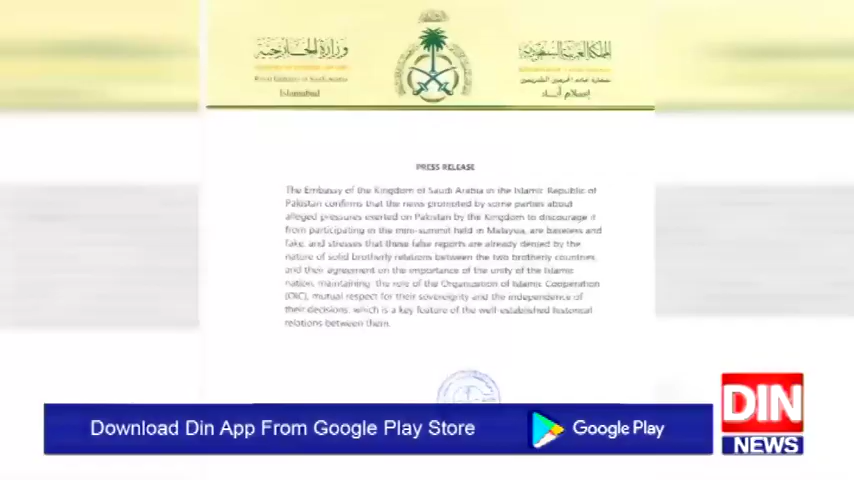 وزارة الخارجية
المملكة العربية السعودية
Royal Embassy of Saudi Arabia
سفارة خادم الحرمين الشريفين
Islamabad
إسلام آباد
PRESS RELEASE
The Embassy of the Kingdom of Saudi Arabia in the Islamic Republic of
Pakistan confirms that the news promoted by some parties about
alleged pressures exerted on Pakistan by the Kingdom to discourage it
from participating in the mini-summit held in Malaysia, are baseless and
fake, and stresses that these false reports are already denied by the
nature of solid brotherly relations between the two brotherly countries,
and their agreement on the importance of the unity of the Islamic
nation, maintaining the role of the Organization of Islamic Cooperation
(OIC), mutual respect for their sovereignty and the independence of
their decisions, which is a key feature of the well-established historical
relations between them.
Download Din App From Google Play Store
Google Play
DIN
NEWS